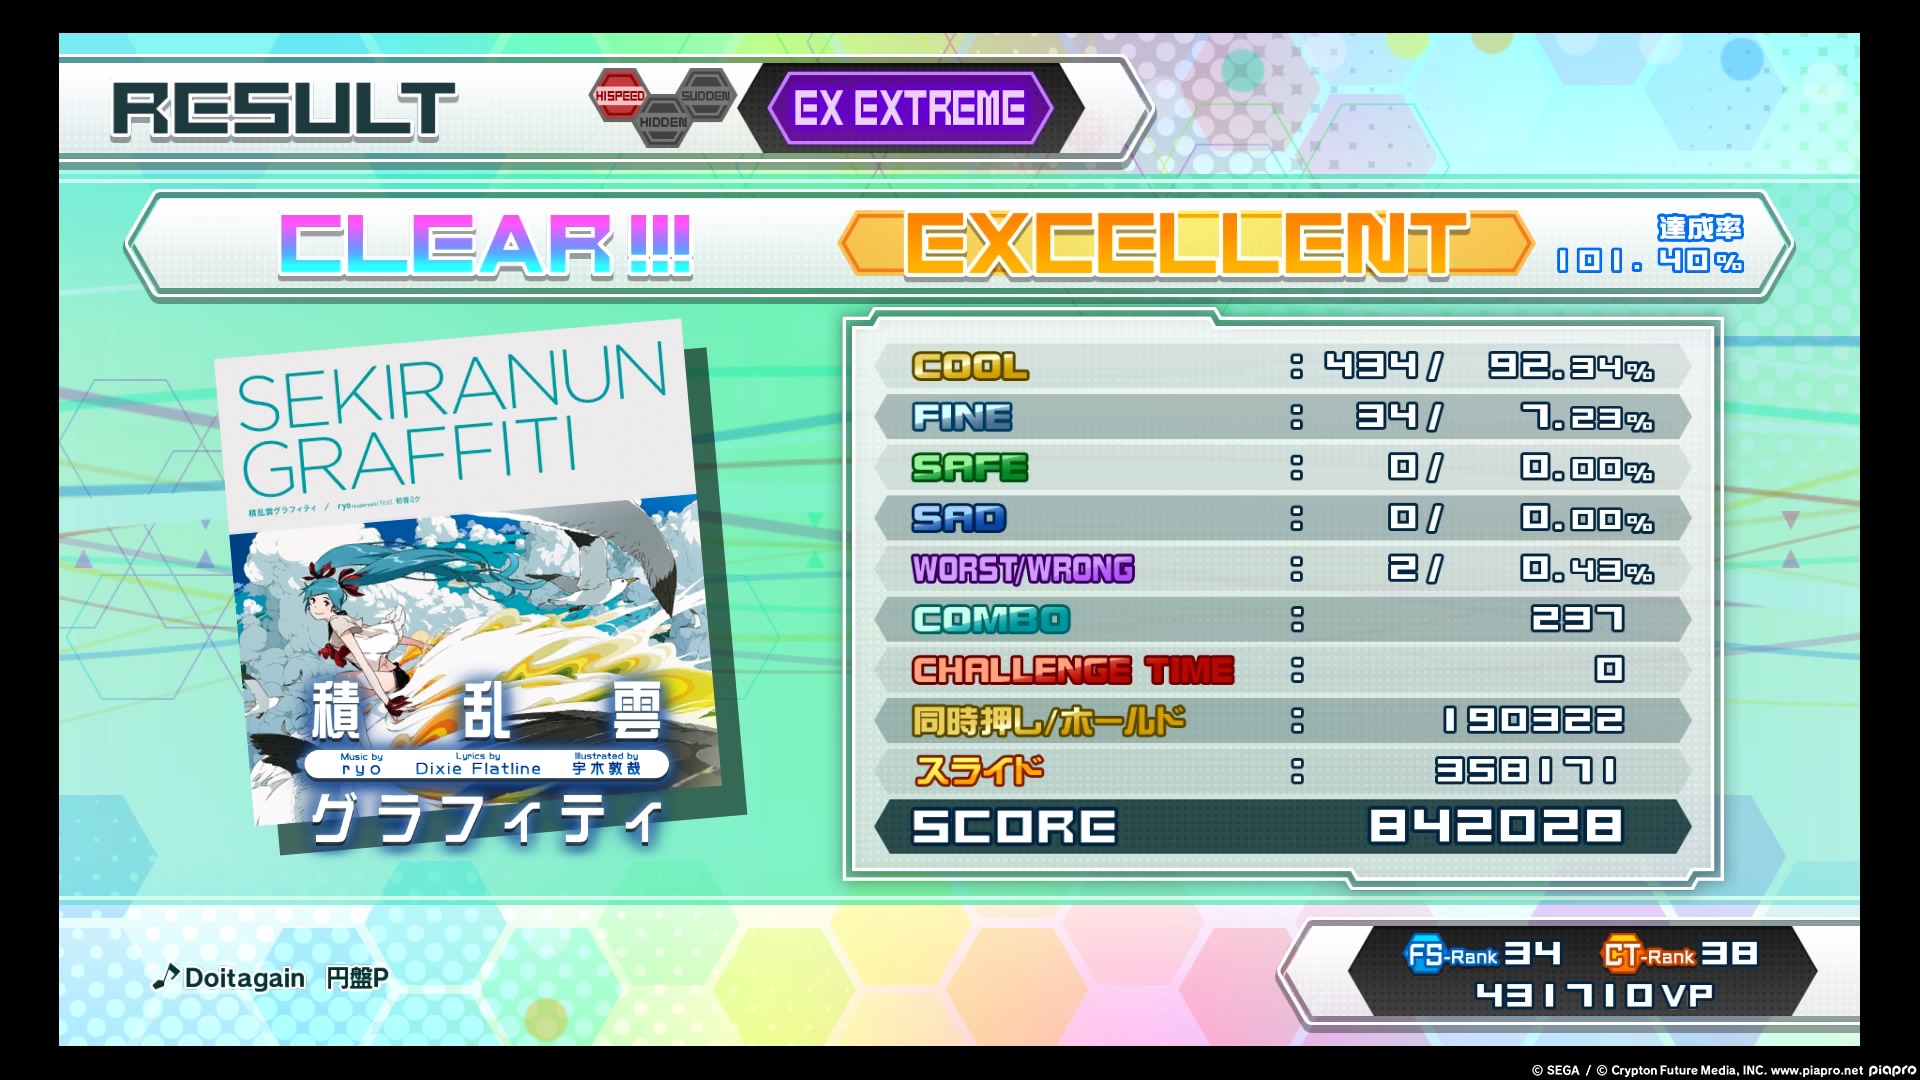 RESULT
HISPEED
HIDDEN
SUDDEN
EX EXTREME
CLEAR!!!
EXCELLENT
達成率
101.40%
SEKIRANUN
GRAFFITI
積乱雲グラフィティ / ryo (supercell) feat. 初音ミク
積乱雲
Music by
ryo
Lyrics by
Dixie Flatline
Illustrated by
宇木敦哉
グラフィティ
COOL : 434/ 92.34%
FINE : 34/ 7.23%
SAFE : 0/ 0.00%
SAD : 0/ 0.00%
WORST/WRONG : 2/ 0.43%
COMBO : 237
CHALLENGE TIME : 0
同時押し/ホールド : 190322
スライド : 358171
SCORE 842028
♪Doitagain 円盤P
FS-Rank 34 CT-Rank 38
431710VP
© SEGA / © Crypton Future Media, INC. www.piapro.net piapro